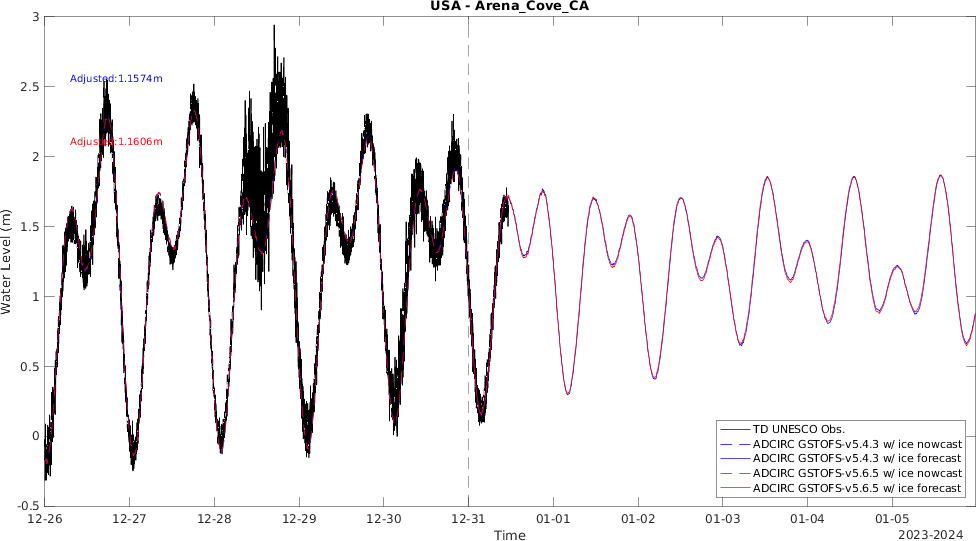 USA - Arena_Cove_CA
3
2.5
2
1.5
1
0.5
0
-0.5
Water Level (m)
Adjusted:1.1574m
Adjusted:1.1606m
TD UNESCO Obs.
ADCIRC GSTOFS-v5.4.3 w/ ice nowcast
ADCIRC GSTOFS-v5.4.3 w/ ice forecast
ADCIRC GSTOFS-v5.6.5 w/ ice nowcast
ADCIRC GSTOFS-v5.6.5 w/ ice forecast
12-26 12-27 12-28 12-29 12-30 12-31 01-01 01-02 01-03 01-04 01-05
Time
2023-2024